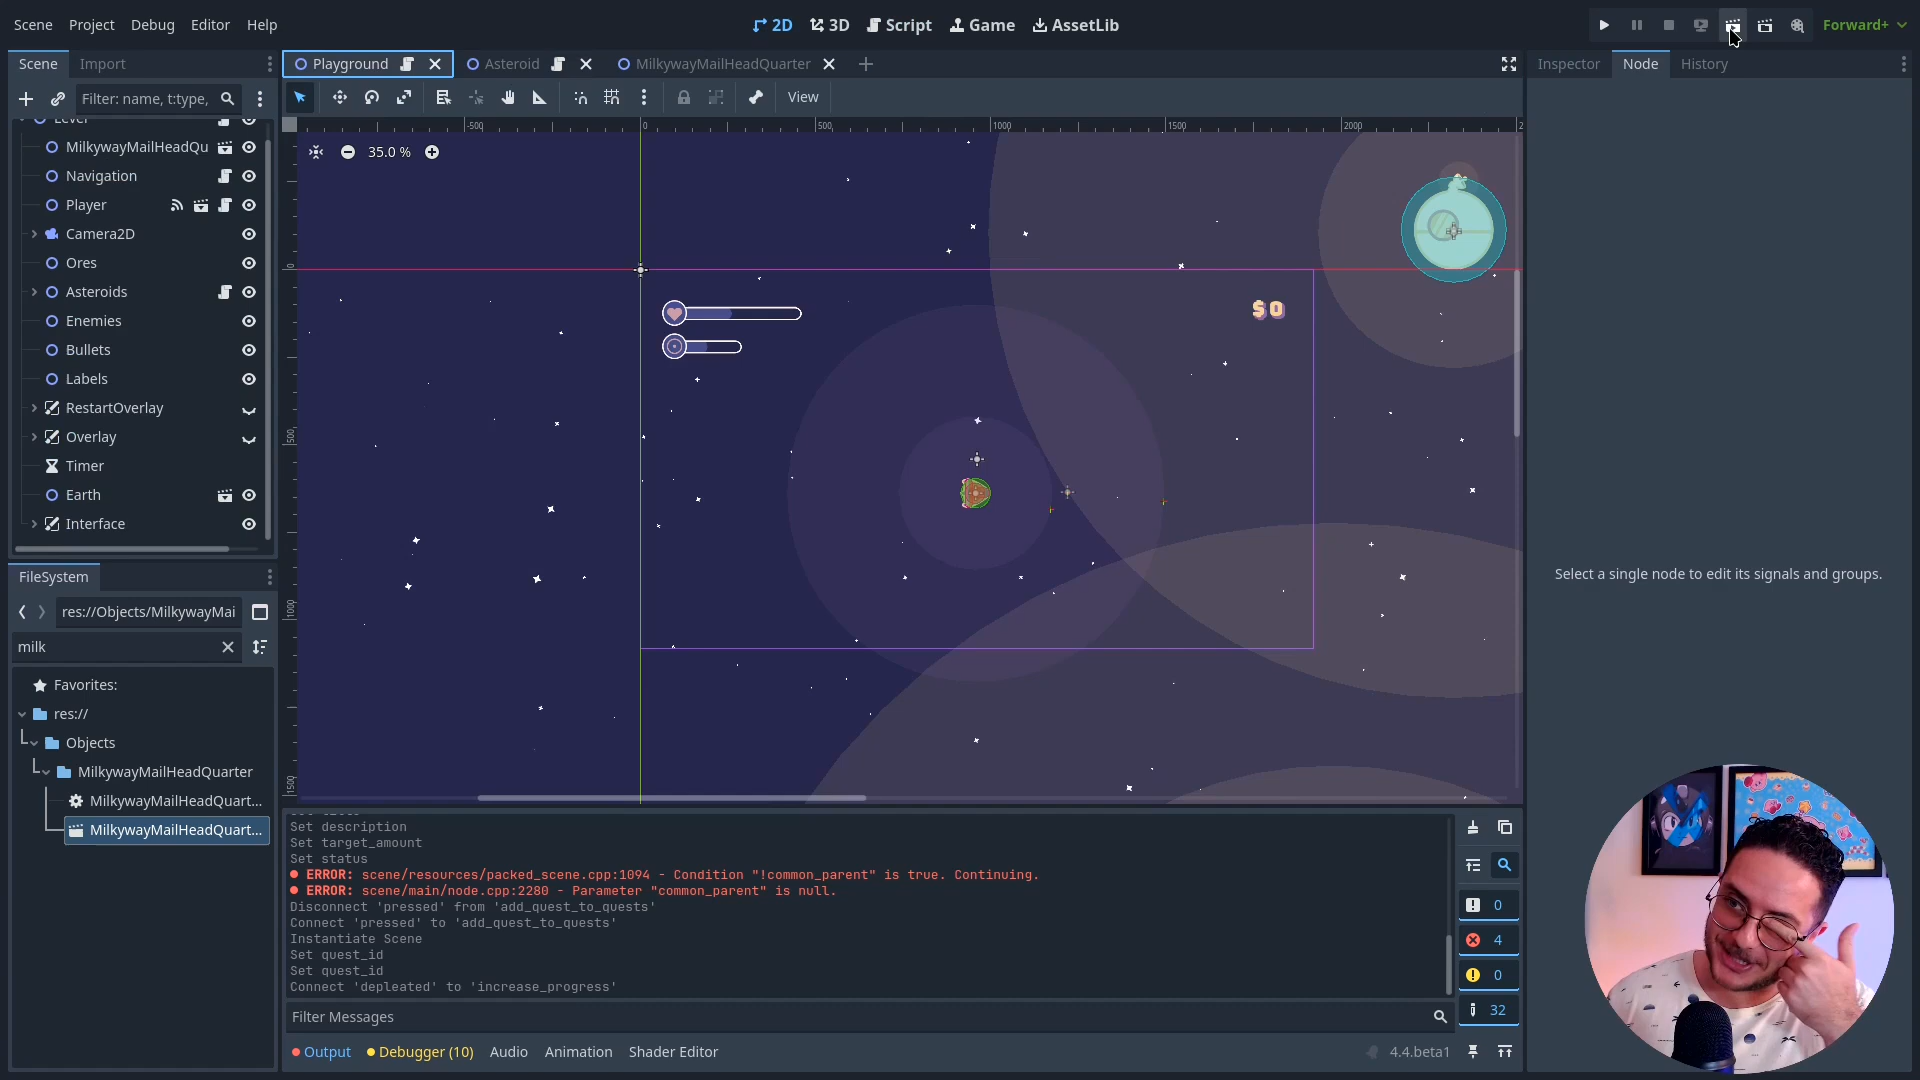 Scene Project Debug Editor Help
2D 3D Script Game AssetLib
Forward+
Scene Import
Playground Asteroid MilkywayMailHeadQuarter
Inspector Node History
Filter: name, t:type,
View
Level
MilkywayMailHeadQu
Navigation
Player
Camera2D
Ores
Asteroids
Enemies
Bullets
Labels
RestartOverlay
Overlay
Timer
Earth
Interface
-500 0 500 1000 1500 2000 2
0
500
1000
1500
35.0 %
$0
Select a single node to edit its signals and groups.
FileSystem
res://Objects/MilkywayMai
milk
Favorites:
res://
Objects
MilkywayMailHeadQuarter
MilkywayMailHeadQuart...
MilkywayMailHeadQuart...
Set description
Set target_amount
Set status
ERROR: scene/resources/packed_scene.cpp:1094 - Condition "!common_parent" is true. Continuing.
ERROR: scene/main/node.cpp:2280 - Parameter "common_parent" is null.
Disconnect 'pressed' from 'add_quest_to_quests'
Connect 'pressed' to 'add_quest_to_quests'
Instantiate Scene
Set quest_id
Set quest_id
Connect 'depleated' to 'increase_progress'
0
4
0
32
Filter Messages
Output Debugger (10) Audio Animation Shader Editor
4.4.beta1